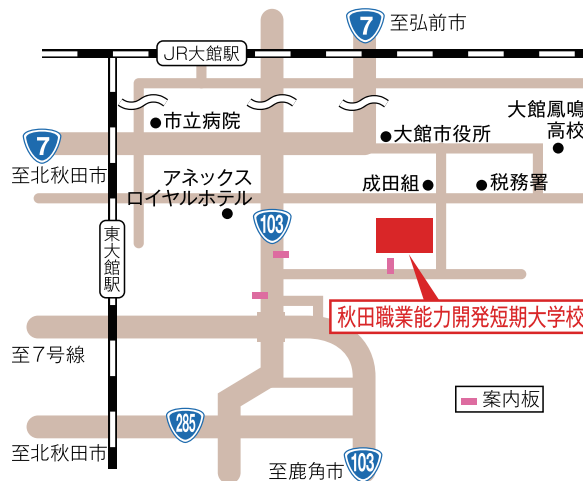 7
至弘前市
JR大館駅
市立病院
大館市役所
大館鳳鳴
高校
7
至北秋田市
アネックス
ロイヤルホテル
成田組
税務署
103
東大館駅
秋田職業能力開発短期大学校
至7号線
案内板
285
至北秋田市
至鹿角市
103